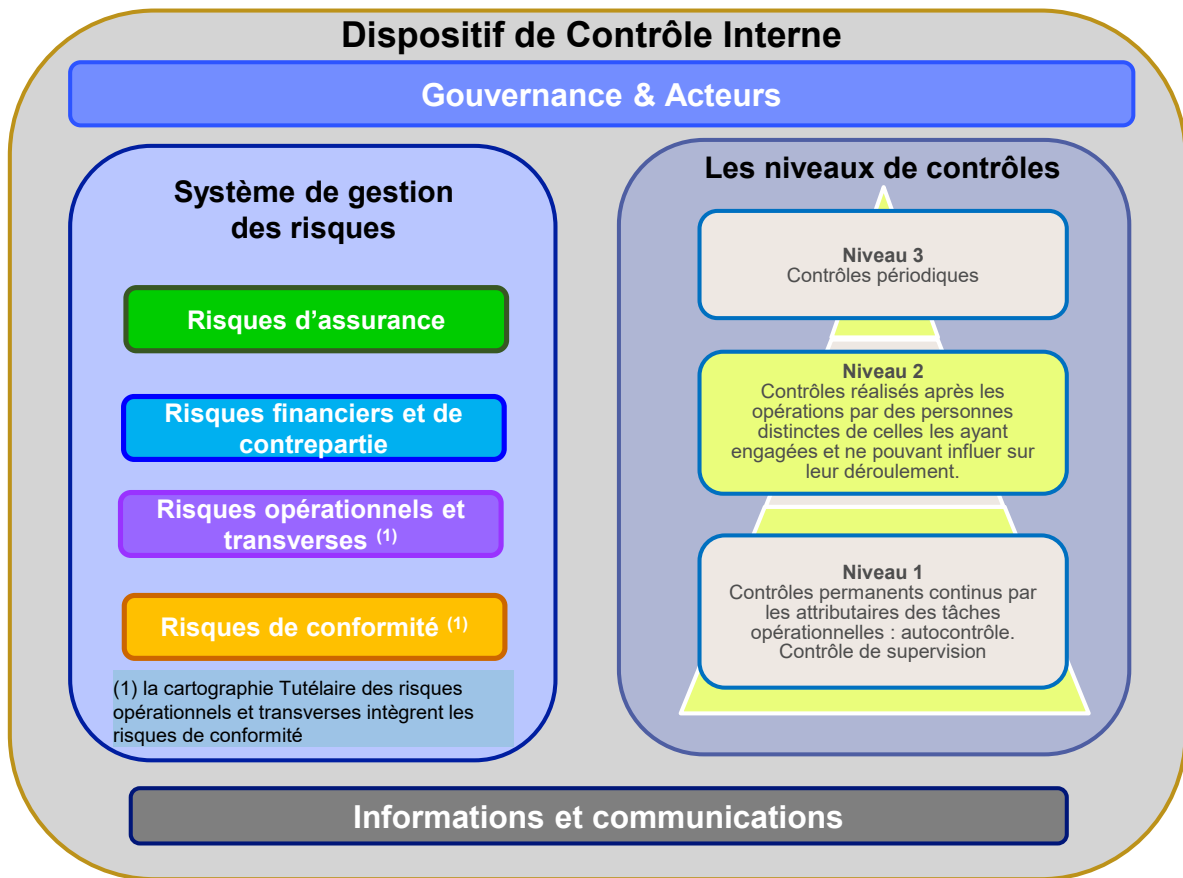 Dispositif de Contrôle Interne
Gouvernance & Acteurs
Système de gestion
des risques
Risques d'assurance
Risques financiers et de
contrepartie
Risques opérationnels et
transverses (1)
Risques de conformité (1)
(1) la cartographie Tutélaire des risques
opérationnels et transverses intègrent les
risques de conformité
Les niveaux de contrôles
Niveau 3
Contrôles périodiques
Niveau 2
Contrôles réalisés après les
opérations par des personnes
distinctes de celles les ayant
engagées et ne pouvant influer sur
leur déroulement.
Niveau 1
Contrôles permanents continus par
les attributaires des tâches
opérationnelles : autocontrôle.
Contrôle de supervision
Informations et communications